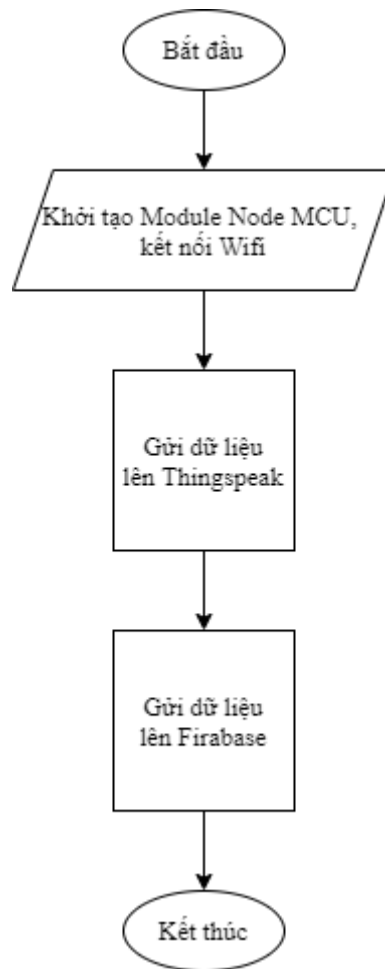 Bắt đầu
Khởi tạo Module Node MCU,
kết nối Wifi
Gửi dữ liệu
lên Thingspeak
Gửi dữ liệu
lên Firabase
Kết thúc